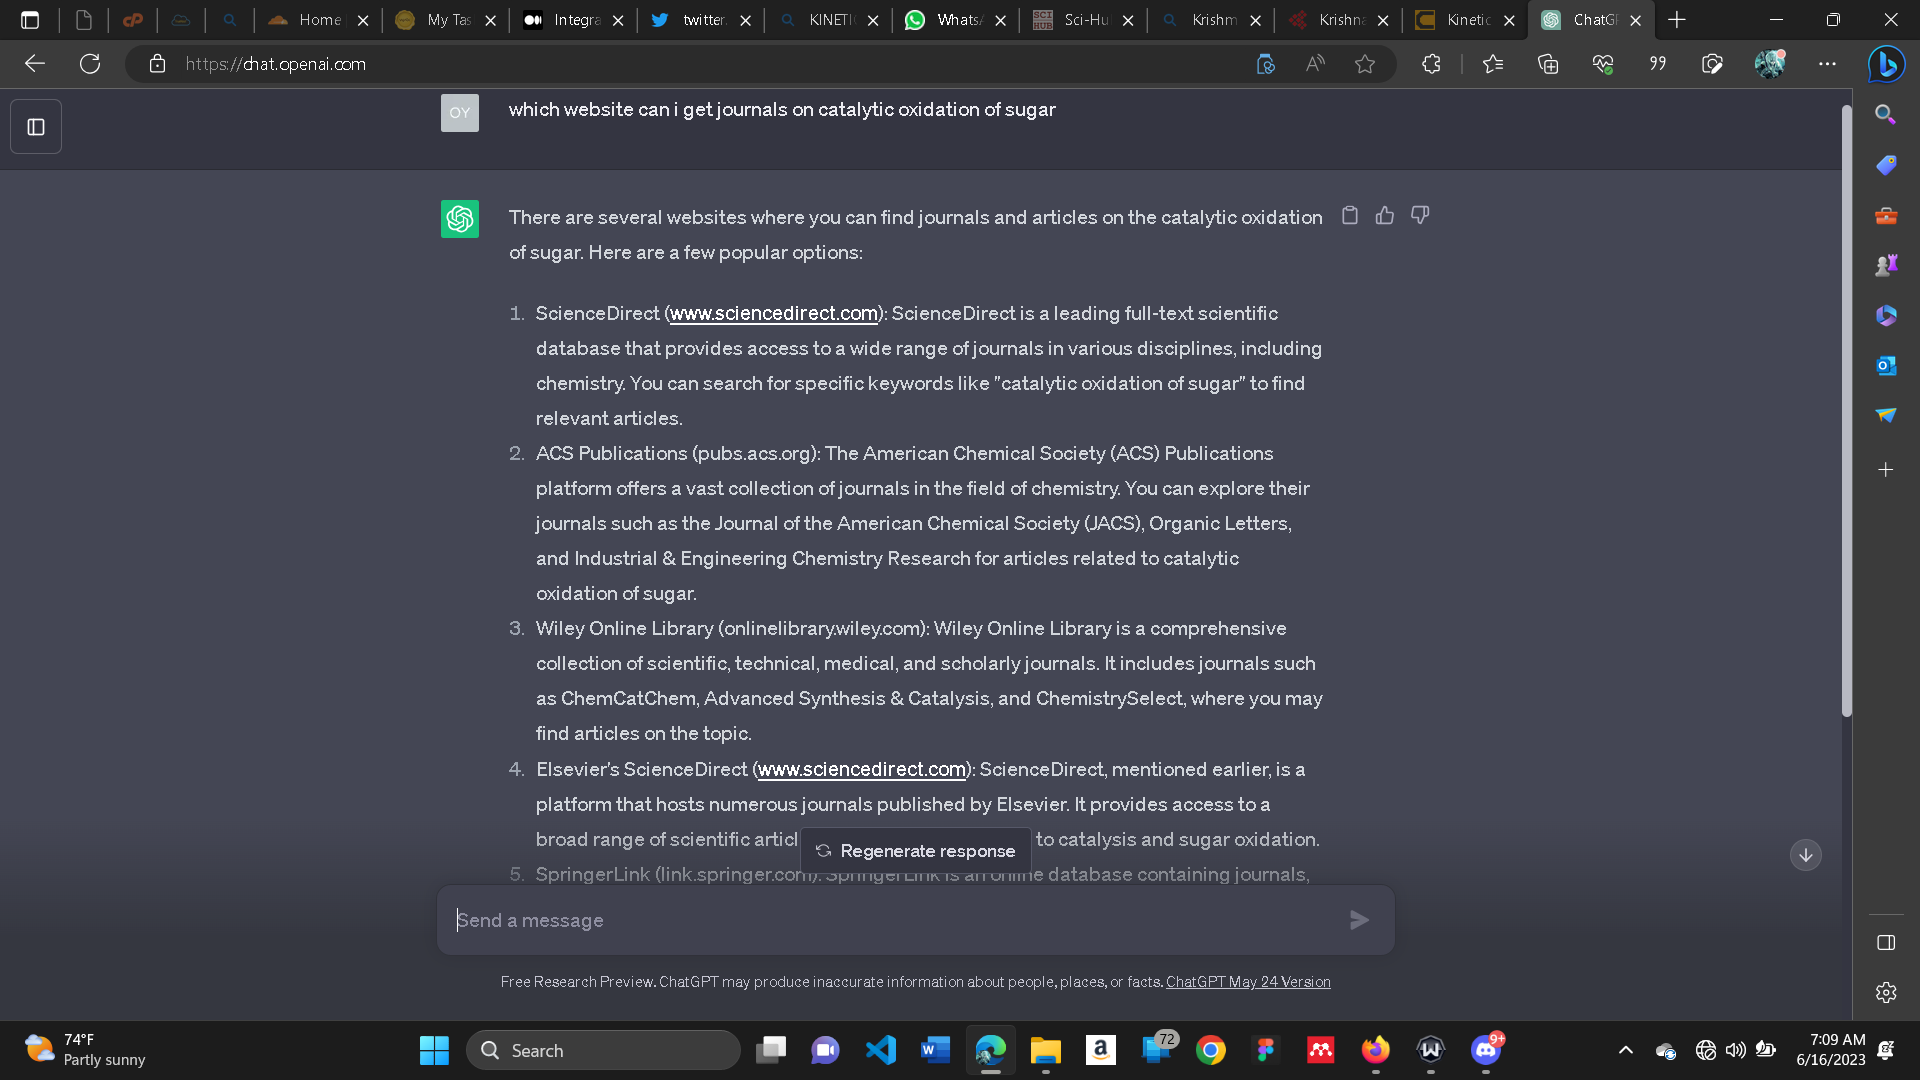 Home
My Tas
Integra
twitter.
KINETI
WhatsA
Sci-Hu
Krishm
Krishna
Kinetic
ChatGP
https://chat.openai.com
OY
which website can i get journals on catalytic oxidation of sugar
There are several websites where you can find journals and articles on the catalytic oxidation
of sugar. Here are a few popular options:
1. ScienceDirect (www.sciencedirect.com): ScienceDirect is a leading full-text scientific
database that provides access to a wide range of journals in various disciplines, including
chemistry. You can search for specific keywords like "catalytic oxidation of sugar" to find
relevant articles.
2. ACS Publications (pubs.acs.org): The American Chemical Society (ACS) Publications
platform offers a vast collection of journals in the field of chemistry. You can explore their
journals such as the Journal of the American Chemical Society (JACS), Organic Letters,
and Industrial & Engineering Chemistry Research for articles related to catalytic
oxidation of sugar.
3. Wiley Online Library (onlinelibrary.wiley.com): Wiley Online Library is a comprehensive
collection of scientific, technical, medical, and scholarly journals. It includes journals such
as ChemCatChem, Advanced Synthesis & Catalysis, and ChemistrySelect, where you may
find articles on the topic.
4. Elsevier's ScienceDirect (www.sciencedirect.com): ScienceDirect, mentioned earlier, is a
platform that hosts numerous journals published by Elsevier. It provides access to a
broad range of scientific articl to catalysis and sugar oxidation.
Regenerate response
5. SpringerLink (link.springer.com): SpringerLink is an online database containing journals,
Send a message
Free Research Preview. ChatGPT may produce inaccurate information about people, places, or facts. ChatGPT May 24 Version
74°F
Partly sunny
Search
72
9+
7:09 AM
6/16/2023